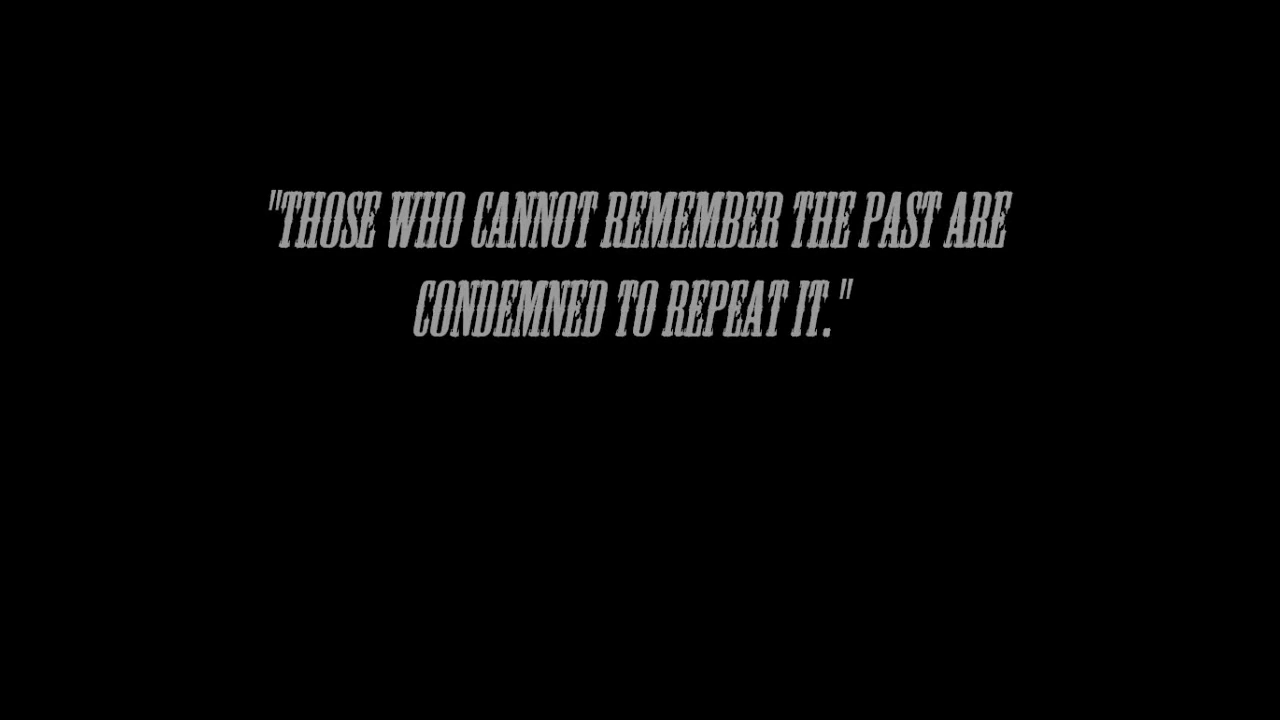 "THOSE WHO CANNOT REMEMBER THE PAST ARE
CONDEMNED TO REPEAT IT."